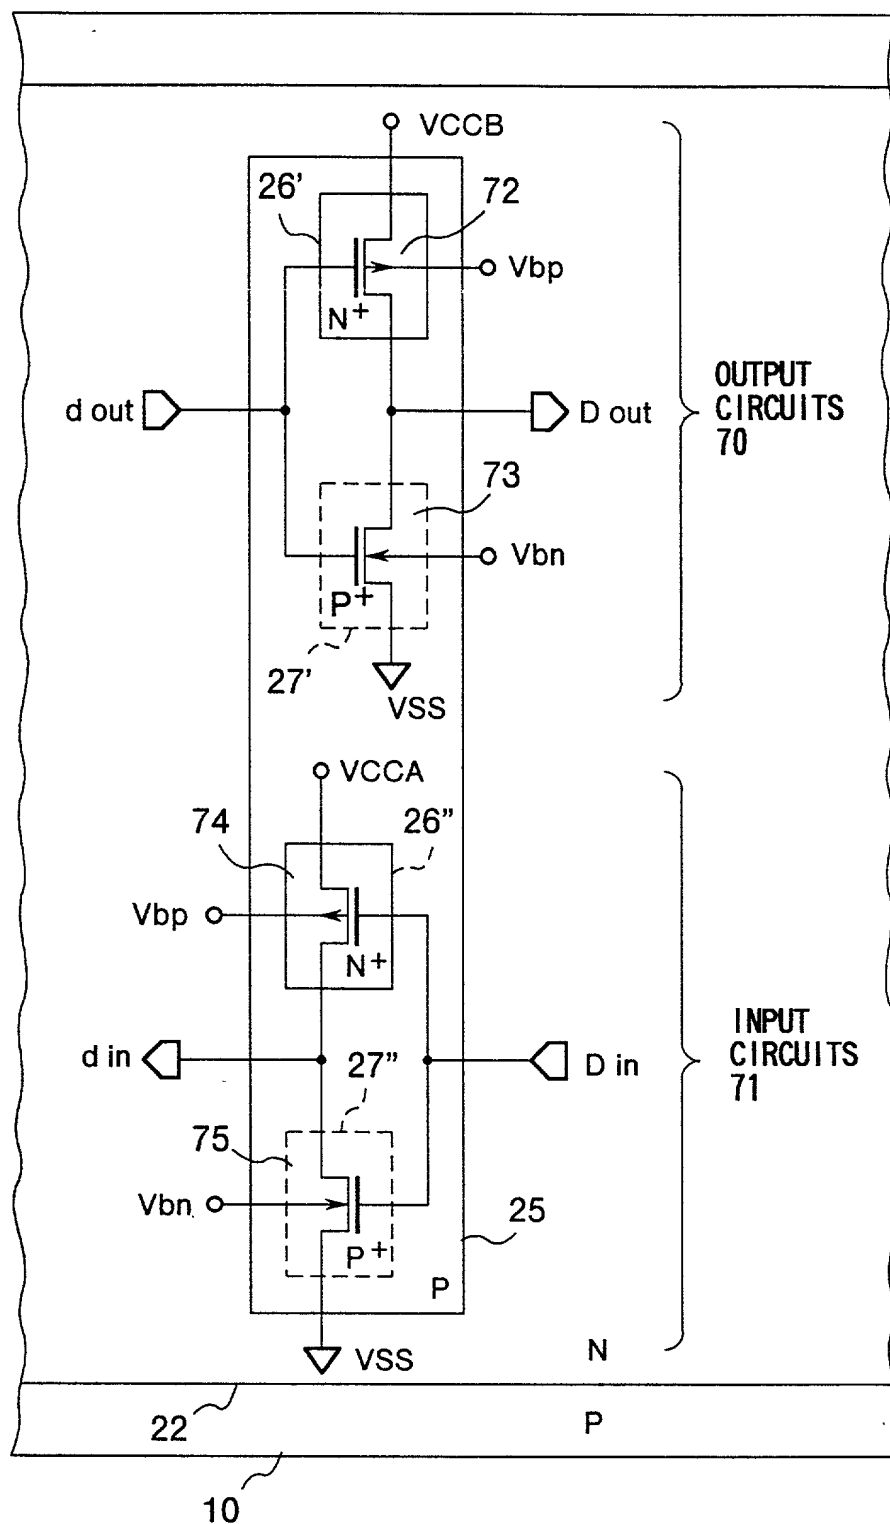 VCCB
26’
72
Vbp
N+
d out
D out
OUTPUT
CIRCUITS
70
73
Vbn
P+
27’
VSS
VCCA
74
26”
Vbp
N+
d in
D in
INPUT
CIRCUITS
71
27”
75
Vbn
P+
25
P
VSS
N
22
P
10